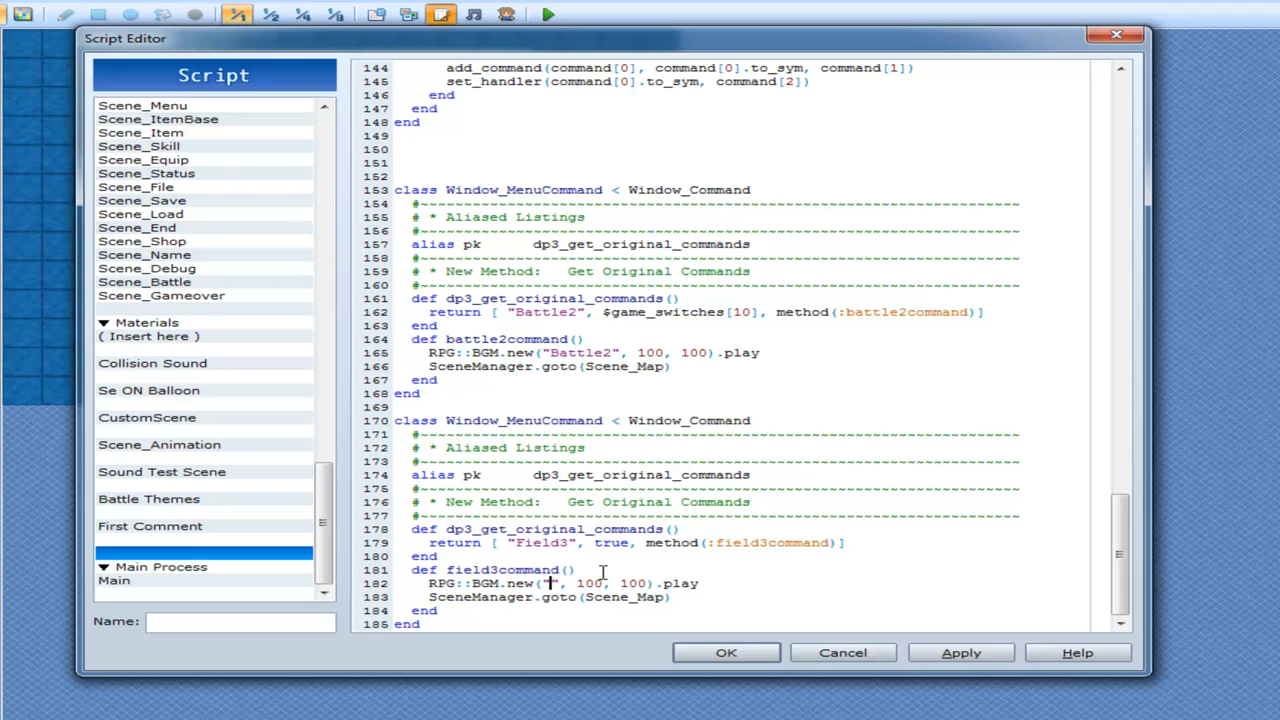 1/1 1/2 1/4 1/8
Script Editor
Script
Scene_Menu
Scene_ItemBase
Scene_Item
Scene_Skill
Scene_Equip
Scene_Status
Scene_File
Scene_Save
Scene_Load
Scene_End
Scene_Shop
Scene_Name
Scene_Debug
Scene_Battle
Scene_Gameover
▼ Materials
( Insert here )
Collision Sound
Se ON Balloon
CustomScene
Scene_Animation
Sound Test Scene
Battle Themes
First Comment
▼ Main Process
Main
Name:
144 add_command(command[0], command[0].to_sym, command[1])
145 set_handler(command[0].to_sym, command[2])
146 end
147 end
148 end
149
150
151
152
153 class Window_MenuCommand < Window_Command
154 #~~~~~~~~~~~~~~~~~~~~~~~~~~~~~~~~~~~~~~~~~~~~~~~~~~~~~~~~~~~~~~~~~~~~~
155 # * Aliased Listings
156 #~~~~~~~~~~~~~~~~~~~~~~~~~~~~~~~~~~~~~~~~~~~~~~~~~~~~~~~~~~~~~~~~~~~~~
157 alias pk dp3_get_original_commands
158 #~~~~~~~~~~~~~~~~~~~~~~~~~~~~~~~~~~~~~~~~~~~~~~~~~~~~~~~~~~~~~~~~~~~~~
159 # * New Method: Get Original Commands
160 #~~~~~~~~~~~~~~~~~~~~~~~~~~~~~~~~~~~~~~~~~~~~~~~~~~~~~~~~~~~~~~~~~~~~~
161 def dp3_get_original_commands()
162 return [ "Battle2", $game_switches[10], method(:battle2command)]
163 end
164 def battle2command()
165 RPG::BGM.new("Battle2", 100, 100).play
166 SceneManager.goto(Scene_Map)
167 end
168 end
169
170 class Window_MenuCommand < Window_Command
171 #~~~~~~~~~~~~~~~~~~~~~~~~~~~~~~~~~~~~~~~~~~~~~~~~~~~~~~~~~~~~~~~~~~~~~
172 # * Aliased Listings
173 #~~~~~~~~~~~~~~~~~~~~~~~~~~~~~~~~~~~~~~~~~~~~~~~~~~~~~~~~~~~~~~~~~~~~~
174 alias pk dp3_get_original_commands
175 #~~~~~~~~~~~~~~~~~~~~~~~~~~~~~~~~~~~~~~~~~~~~~~~~~~~~~~~~~~~~~~~~~~~~~
176 # * New Method: Get Original Commands
177 #~~~~~~~~~~~~~~~~~~~~~~~~~~~~~~~~~~~~~~~~~~~~~~~~~~~~~~~~~~~~~~~~~~~~~
178 def dp3_get_original_commands()
179 return [ "Field3", true, method(:field3command)]
180 end
181 def field3command()
182 RPG::BGM.new("", 100, 100).play
183 SceneManager.goto(Scene_Map)
184 end
185 end
OK Cancel Apply Help